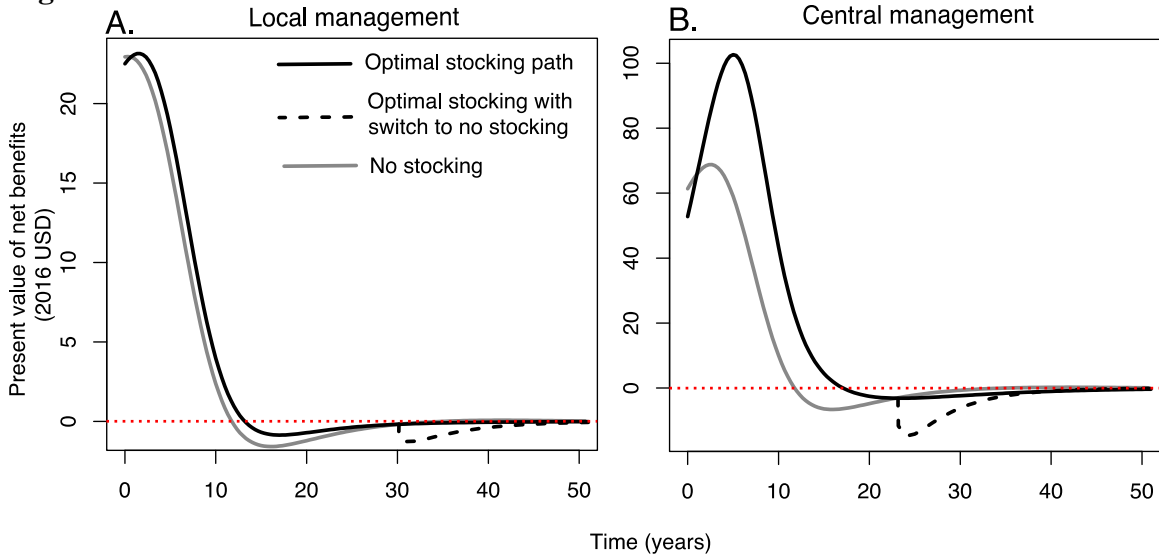 Local management
Central management
A.
B.
Optimal stocking path
Optimal stocking with
switch to no stocking
No stocking
Present value of net benefits
(2016 USD)
0
5
10
15
20
0
10
20
30
40
50
0
20
40
60
80
100
0
10
20
30
40
50
Time (years)